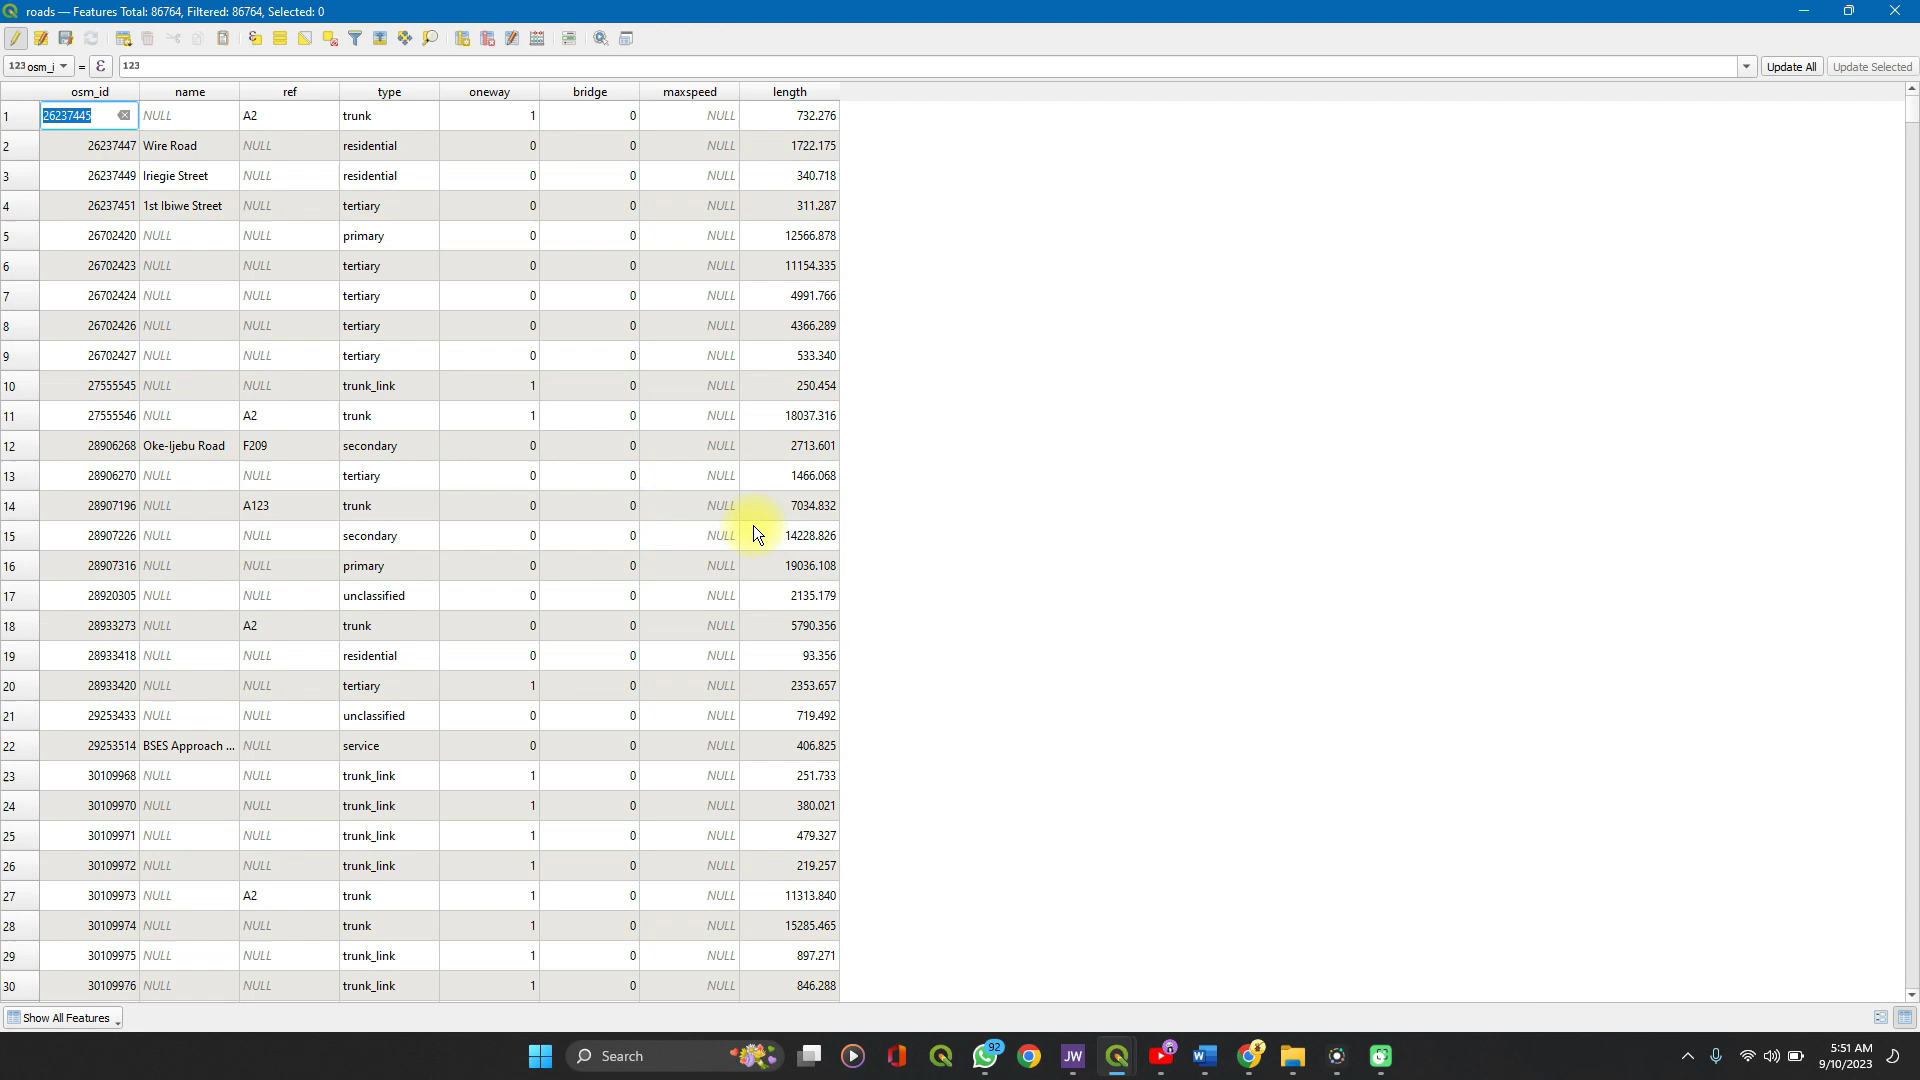 roads — Features Total: 86764, Filtered: 86764, Selected: 0
123 osm_i = ε 123 Update All Update Selected
osm_id name ref type oneway bridge maxspeed length
1 26237445 NULL A2 trunk 1 0 NULL 732.276
2 26237447 Wire Road NULL residential 0 0 NULL 1722.175
3 26237449 Iriegie Street NULL residential 0 0 NULL 340.718
4 26237451 1st Ibiwe Street NULL tertiary 0 0 NULL 311.287
5 26702420 NULL NULL primary 0 0 NULL 12566.878
6 26702423 NULL NULL tertiary 0 0 NULL 11154.335
7 26702424 NULL NULL tertiary 0 0 NULL 4991.766
8 26702426 NULL NULL tertiary 0 0 NULL 4366.289
9 26702427 NULL NULL tertiary 0 0 NULL 533.340
10 27555545 NULL NULL trunk_link 1 0 NULL 250.454
11 27555546 NULL A2 trunk 1 0 NULL 18037.316
12 28906268 Oke-Ijebu Road F209 secondary 0 0 NULL 2713.601
13 28906270 NULL NULL tertiary 0 0 NULL 1466.068
14 28907196 NULL A123 trunk 0 0 NULL 7034.832
15 28907226 NULL NULL secondary 0 0 NULL 14228.826
16 28907316 NULL NULL primary 0 0 NULL 19036.108
17 28920305 NULL NULL unclassified 0 0 NULL 2135.179
18 28933273 NULL A2 trunk 0 0 NULL 5790.356
19 28933418 NULL NULL residential 0 0 NULL 93.356
20 28933420 NULL NULL tertiary 1 0 NULL 2353.657
21 29253433 NULL NULL unclassified 0 0 NULL 719.492
22 29253514 BSES Approach ... NULL service 0 0 NULL 406.825
23 30109968 NULL NULL trunk_link 1 0 NULL 251.733
24 30109970 NULL NULL trunk_link 1 0 NULL 380.021
25 30109971 NULL NULL trunk_link 1 0 NULL 479.327
26 30109972 NULL NULL trunk_link 1 0 NULL 219.257
27 30109973 NULL A2 trunk 1 0 NULL 11313.840
28 30109974 NULL NULL trunk 1 0 NULL 15285.465
29 30109975 NULL NULL trunk_link 1 0 NULL 897.271
30 30109976 NULL NULL trunk_link 1 0 NULL 846.288
Show All Features
Search 92 JW 5:51 AM
9/10/2023